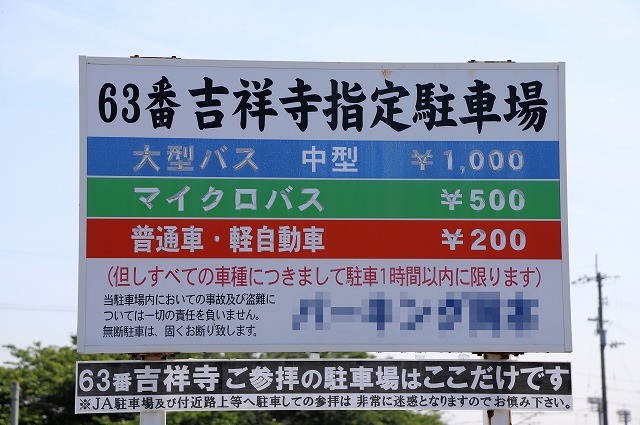 63番吉祥寺指定駐車場
大型バス 中型 ¥1,000
マイクロバス ¥500
普通車・軽自動車 ¥200
(但しすべての車種につきまして駐車1時間以内に限ります)
当駐車場内においての事故及び盗難に
ついては一切の責任を負いません。
無断駐車は、固くお断り致します。
63番吉祥寺ご参拝の駐車場はここだけです
※JA駐車場及び付近路上等へ駐車しての参拝は 非常に迷惑となりますのでお慎み下さい。